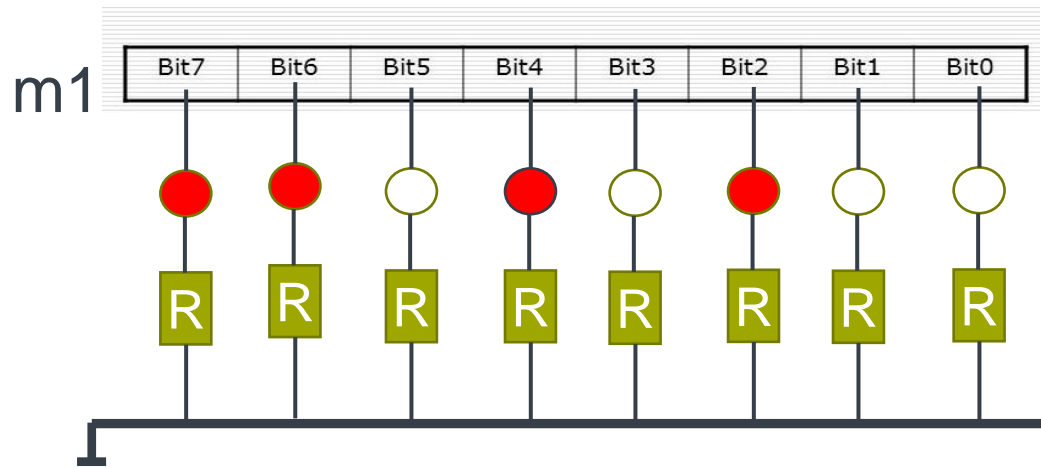 m1 Bit7 Bit6 Bit5 Bit4 Bit3 Bit2 Bit1 Bit0
R R R R R R R R